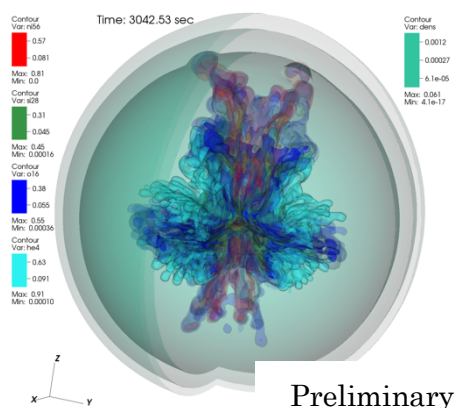 Time: 3042.53 sec
Contour
Var: ni56
0.57
0.081
Max: 0.81
Min: 0.0
Contour
Var: si28
0.31
0.045
Max: 0.45
Min: 0.00016
Contour
Var: o16
0.38
0.055
Max: 0.55
Min: 0.00036
Contour
Var: he4
0.63
0.091
Max: 0.91
Min: 0.00010
Contour
Var: dens
0.0012
0.00027
6.1e-05
Max: 0.061
Min: 4.1e-17
Z
X
Y
Preliminary